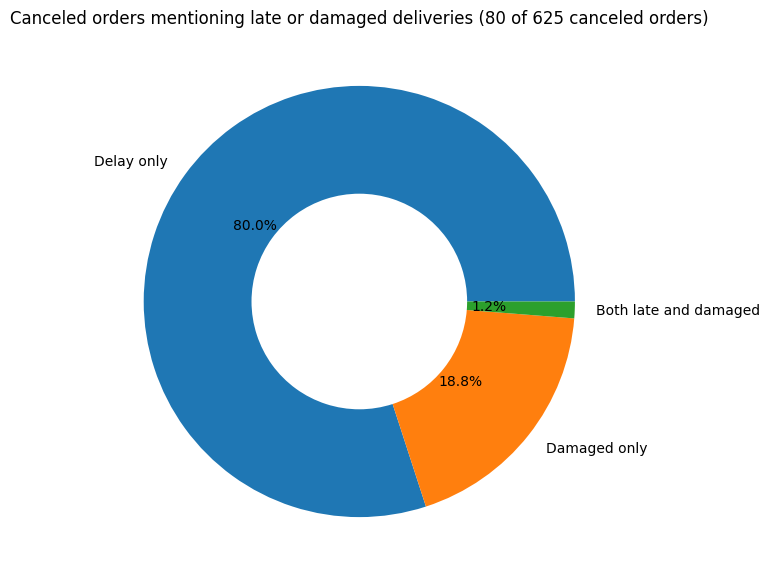 Canceled orders mentioning late or damaged deliveries (80 of 625 canceled orders)
Delay only
80.0%
1.2%
Both late and damaged
18.8%
Damaged only